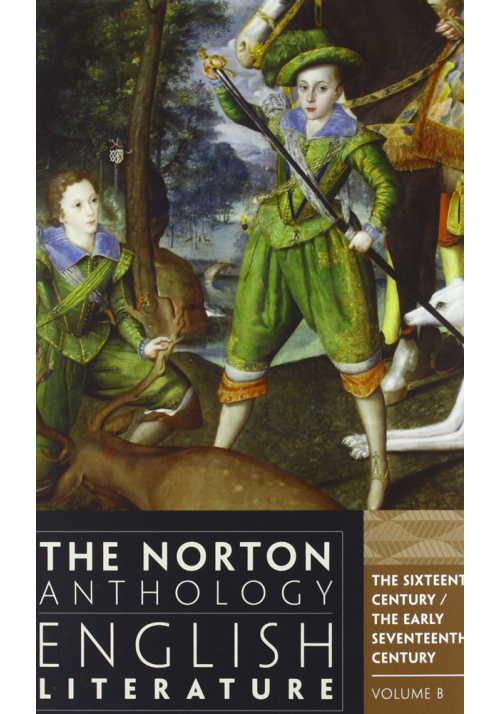 THE NORTON
ANTHOLOGY
ENGLISH
LITERATURE
THE SIXTEENT
CENTURY /
THE EARLY
SEVENTEENTH
CENTURY
VOLUME B